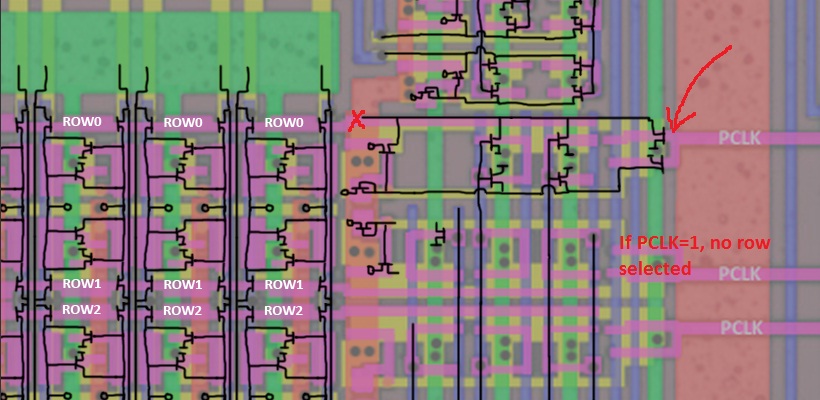 ROW0 ROW0 ROW0
X
PCLK
If PCLK=1, no row
selected
PCLK
ROW1 ROW1 ROW1
ROW2 ROW2 ROW2
PCLK